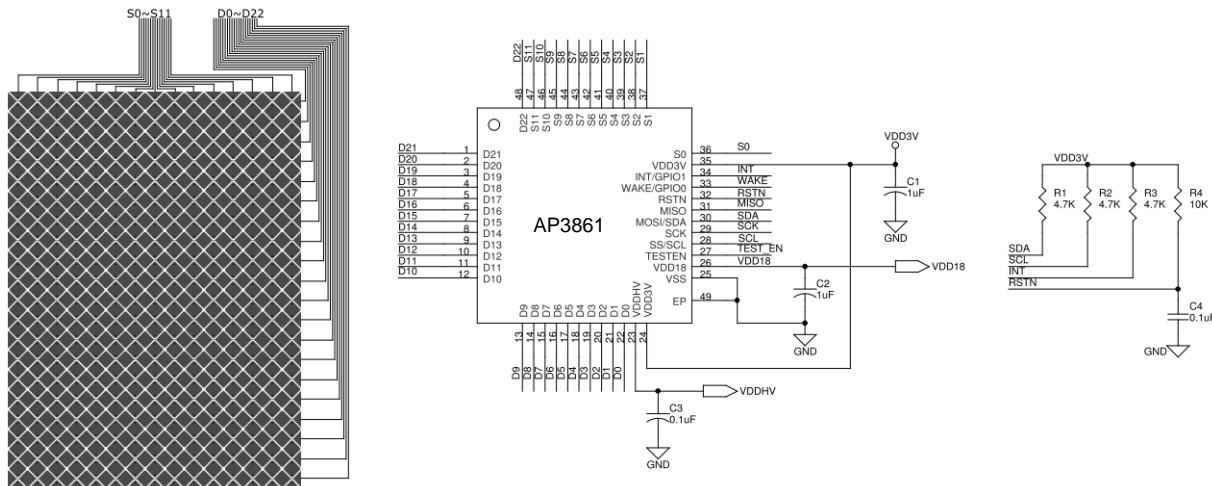 S0~S11
D0~D22
D22
S11
S10
S9
S8
S7
S6
S5
S4
S3
S2
S1
48
47
46
45
44
43
42
41
40
39
38
37
D22
S11
S10
S9
S8
S7
S6
S5
S4
S3
S2
S1
D21 1 D21
D20 2 D20
D19 3 D19
D18 4 D18
D17 5 D17
D16 6 D16
D15 7 D15
D14 8 D14
D13 9 D13
D12 10 D12
D11 11 D11
D10 12 D10
AP3861
S0 36 S0
VDD3V 35
INT/GPIO1 34 INT
WAKE/GPIO0 33 WAKE
RSTN 32 RSTN
MISO 31 MISO
MOSI/SDA 30 SDA
SCK 29 SCK
SS/SCL 28 SCL
TESTEN 27 TEST_EN
VDD18 26 VDD18
VSS 25
EP 49
D9
D8
D7
D6
D5
D4
D3
D2
D1
D0
VDDHV
VDD3V
13
14
15
16
17
18
19
20
21
22
23
24
D9
D8
D7
D6
D5
D4
D3
D2
D1
D0
VDD3V
C1
1uF
GND
VDD18
C2
1uF
GND
VDDHV
C3
0.1uF
GND
VDD3V
R1
4.7K
R2
4.7K
R3
4.7K
R4
10K
SDA
SCL
INT
RSTN
C4
0.1uF
GND